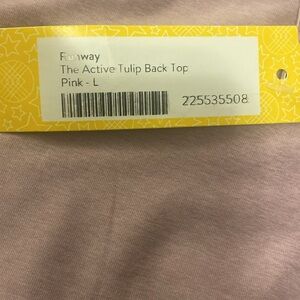 Runway
The Active Tulip Back Top
Pink - L
225535508